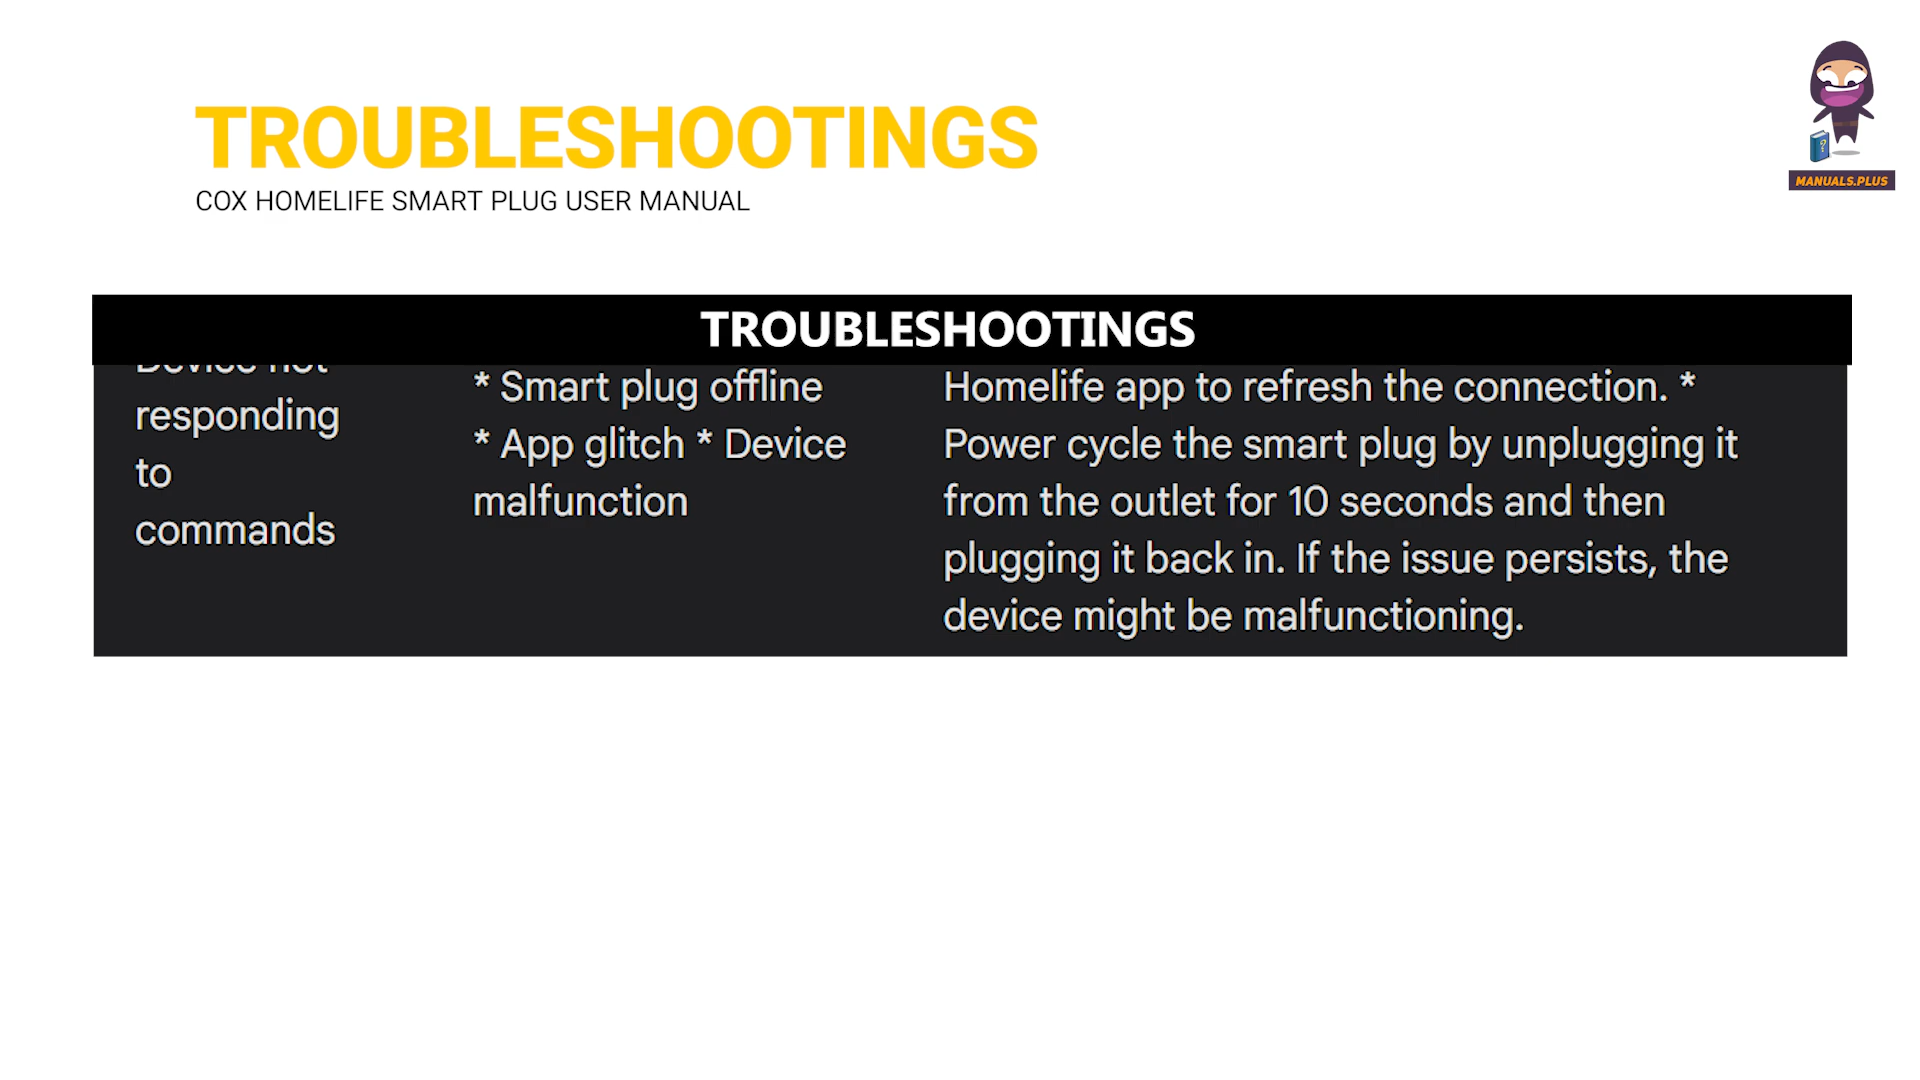 TROUBLESHOOTINGS
COX HOMELIFE SMART PLUG USER MANUAL
?
MANUALS.PLUS
TROUBLESHOOTINGS
Device not
responding
to
commands
* Smart plug offline
* App glitch * Device
malfunction
Homelife app to refresh the connection. *
Power cycle the smart plug by unplugging it
from the outlet for 10 seconds and then
plugging it back in. If the issue persists, the
device might be malfunctioning.